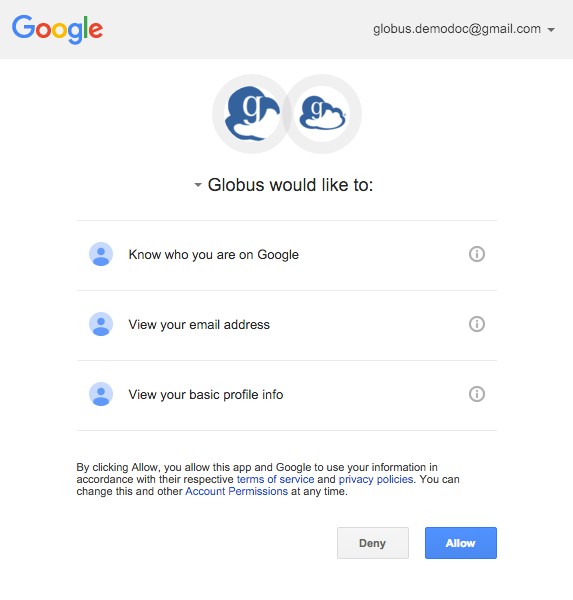 Google
globus.demodoc@gmail.com
g g
Globus would like to:
Know who you are on Google
View your email address
View your basic profile info
By clicking Allow, you allow this app and Google to use your information in
accordance with their respective terms of service and privacy policies. You can
change this and other Account Permissions at any time.
Deny Allow